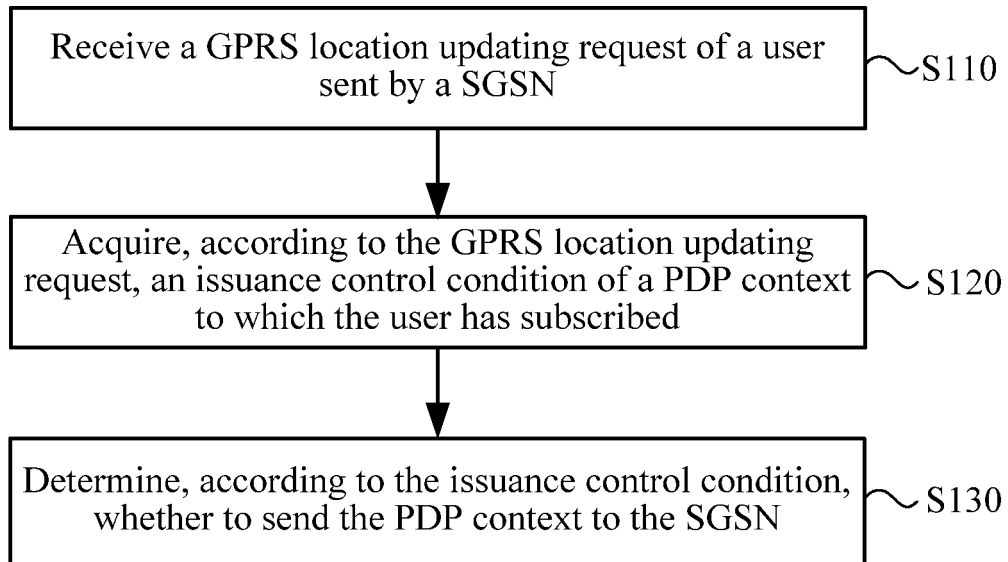 Receive a GPRS location updating request of a user
sent by a SGSN
S110
Acquire, according to the GPRS location updating
request, an issuance control condition of a PDP context
to which the user has subscribed
S120
Determine, according to the issuance control condition,
whether to send the PDP context to the SGSN
S130